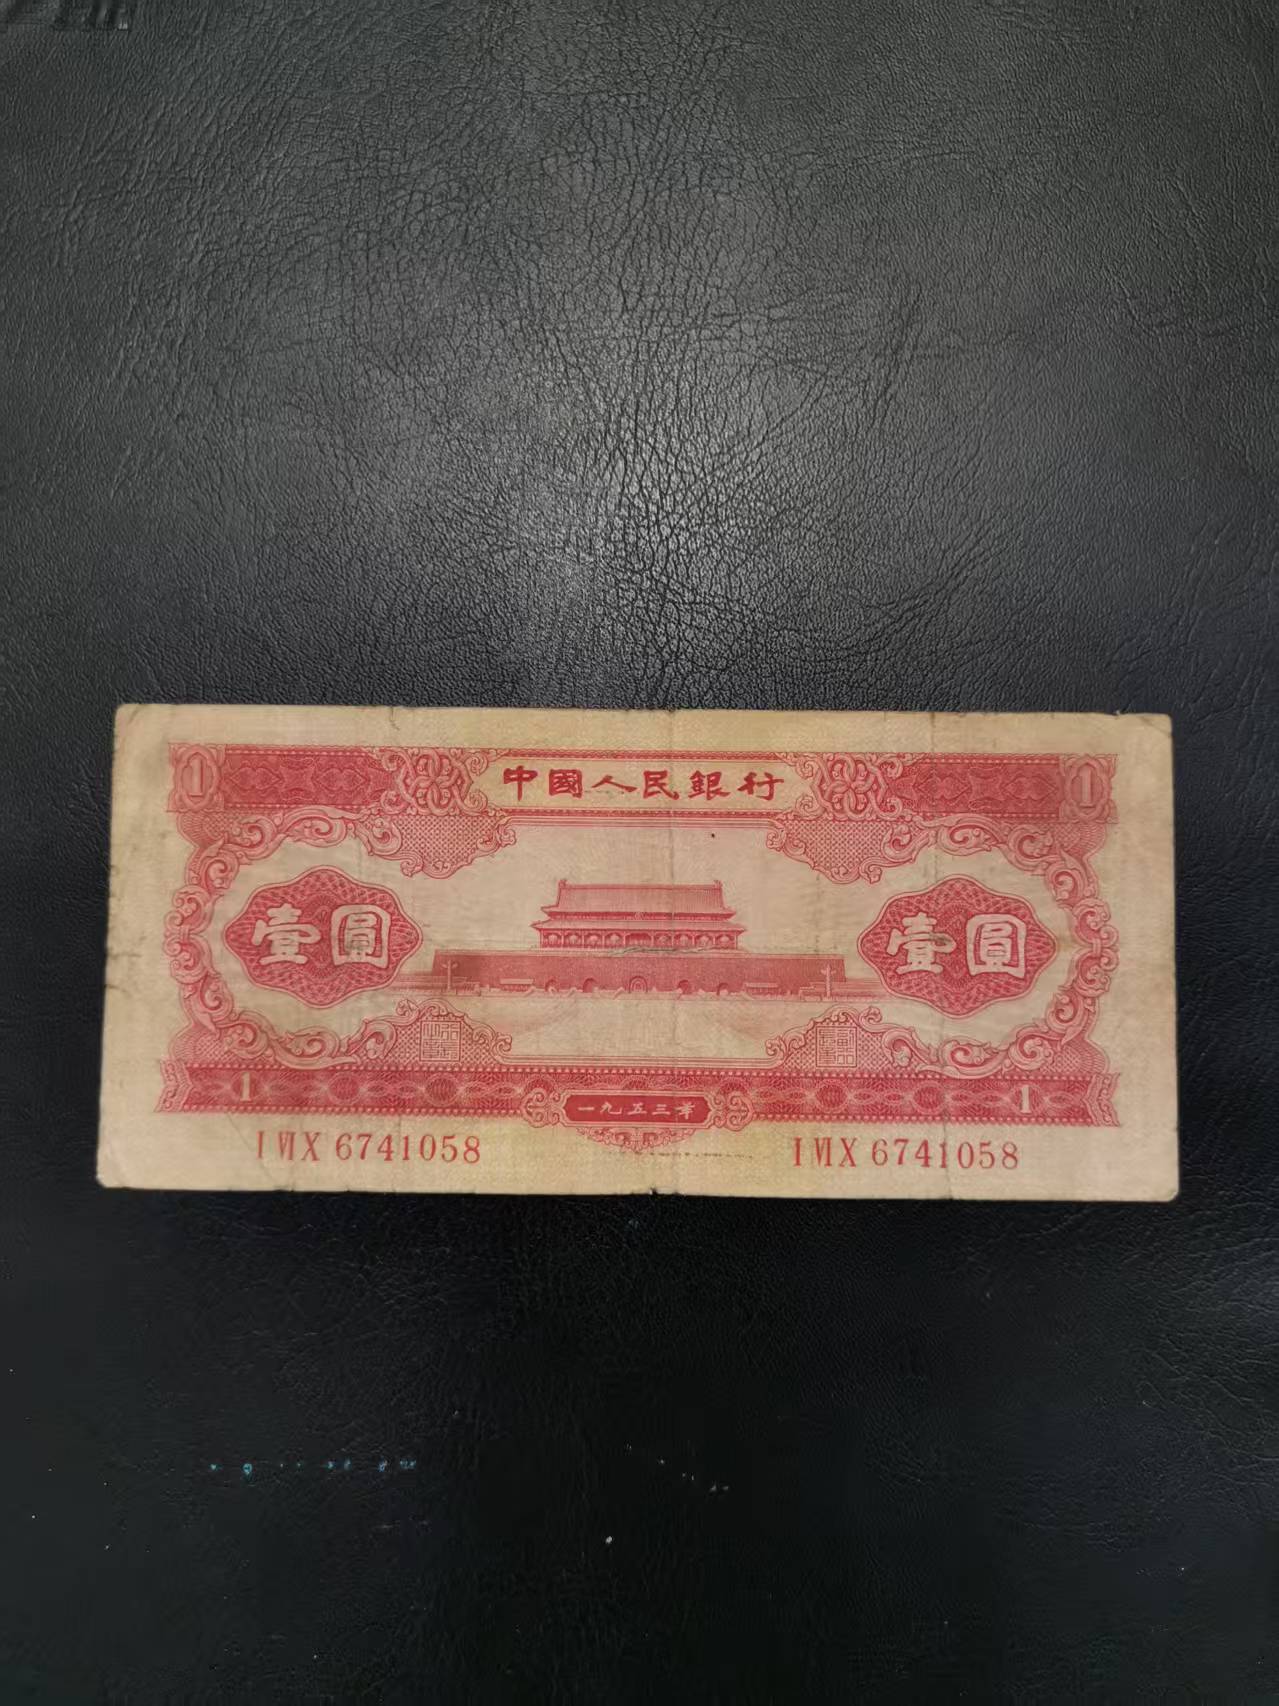 1 中國人民銀行 1
壹圓 壹圓
1 一九五三年 1
I VII X 6741058 I VII X 6741058